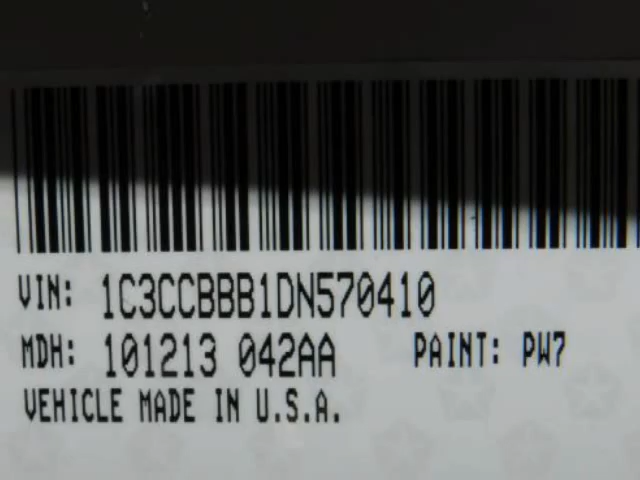 VIN: 1C3CCBBB1DN570410
MDH: 101213 042AA PAINT: PW7
VEHICLE MADE IN U.S.A.